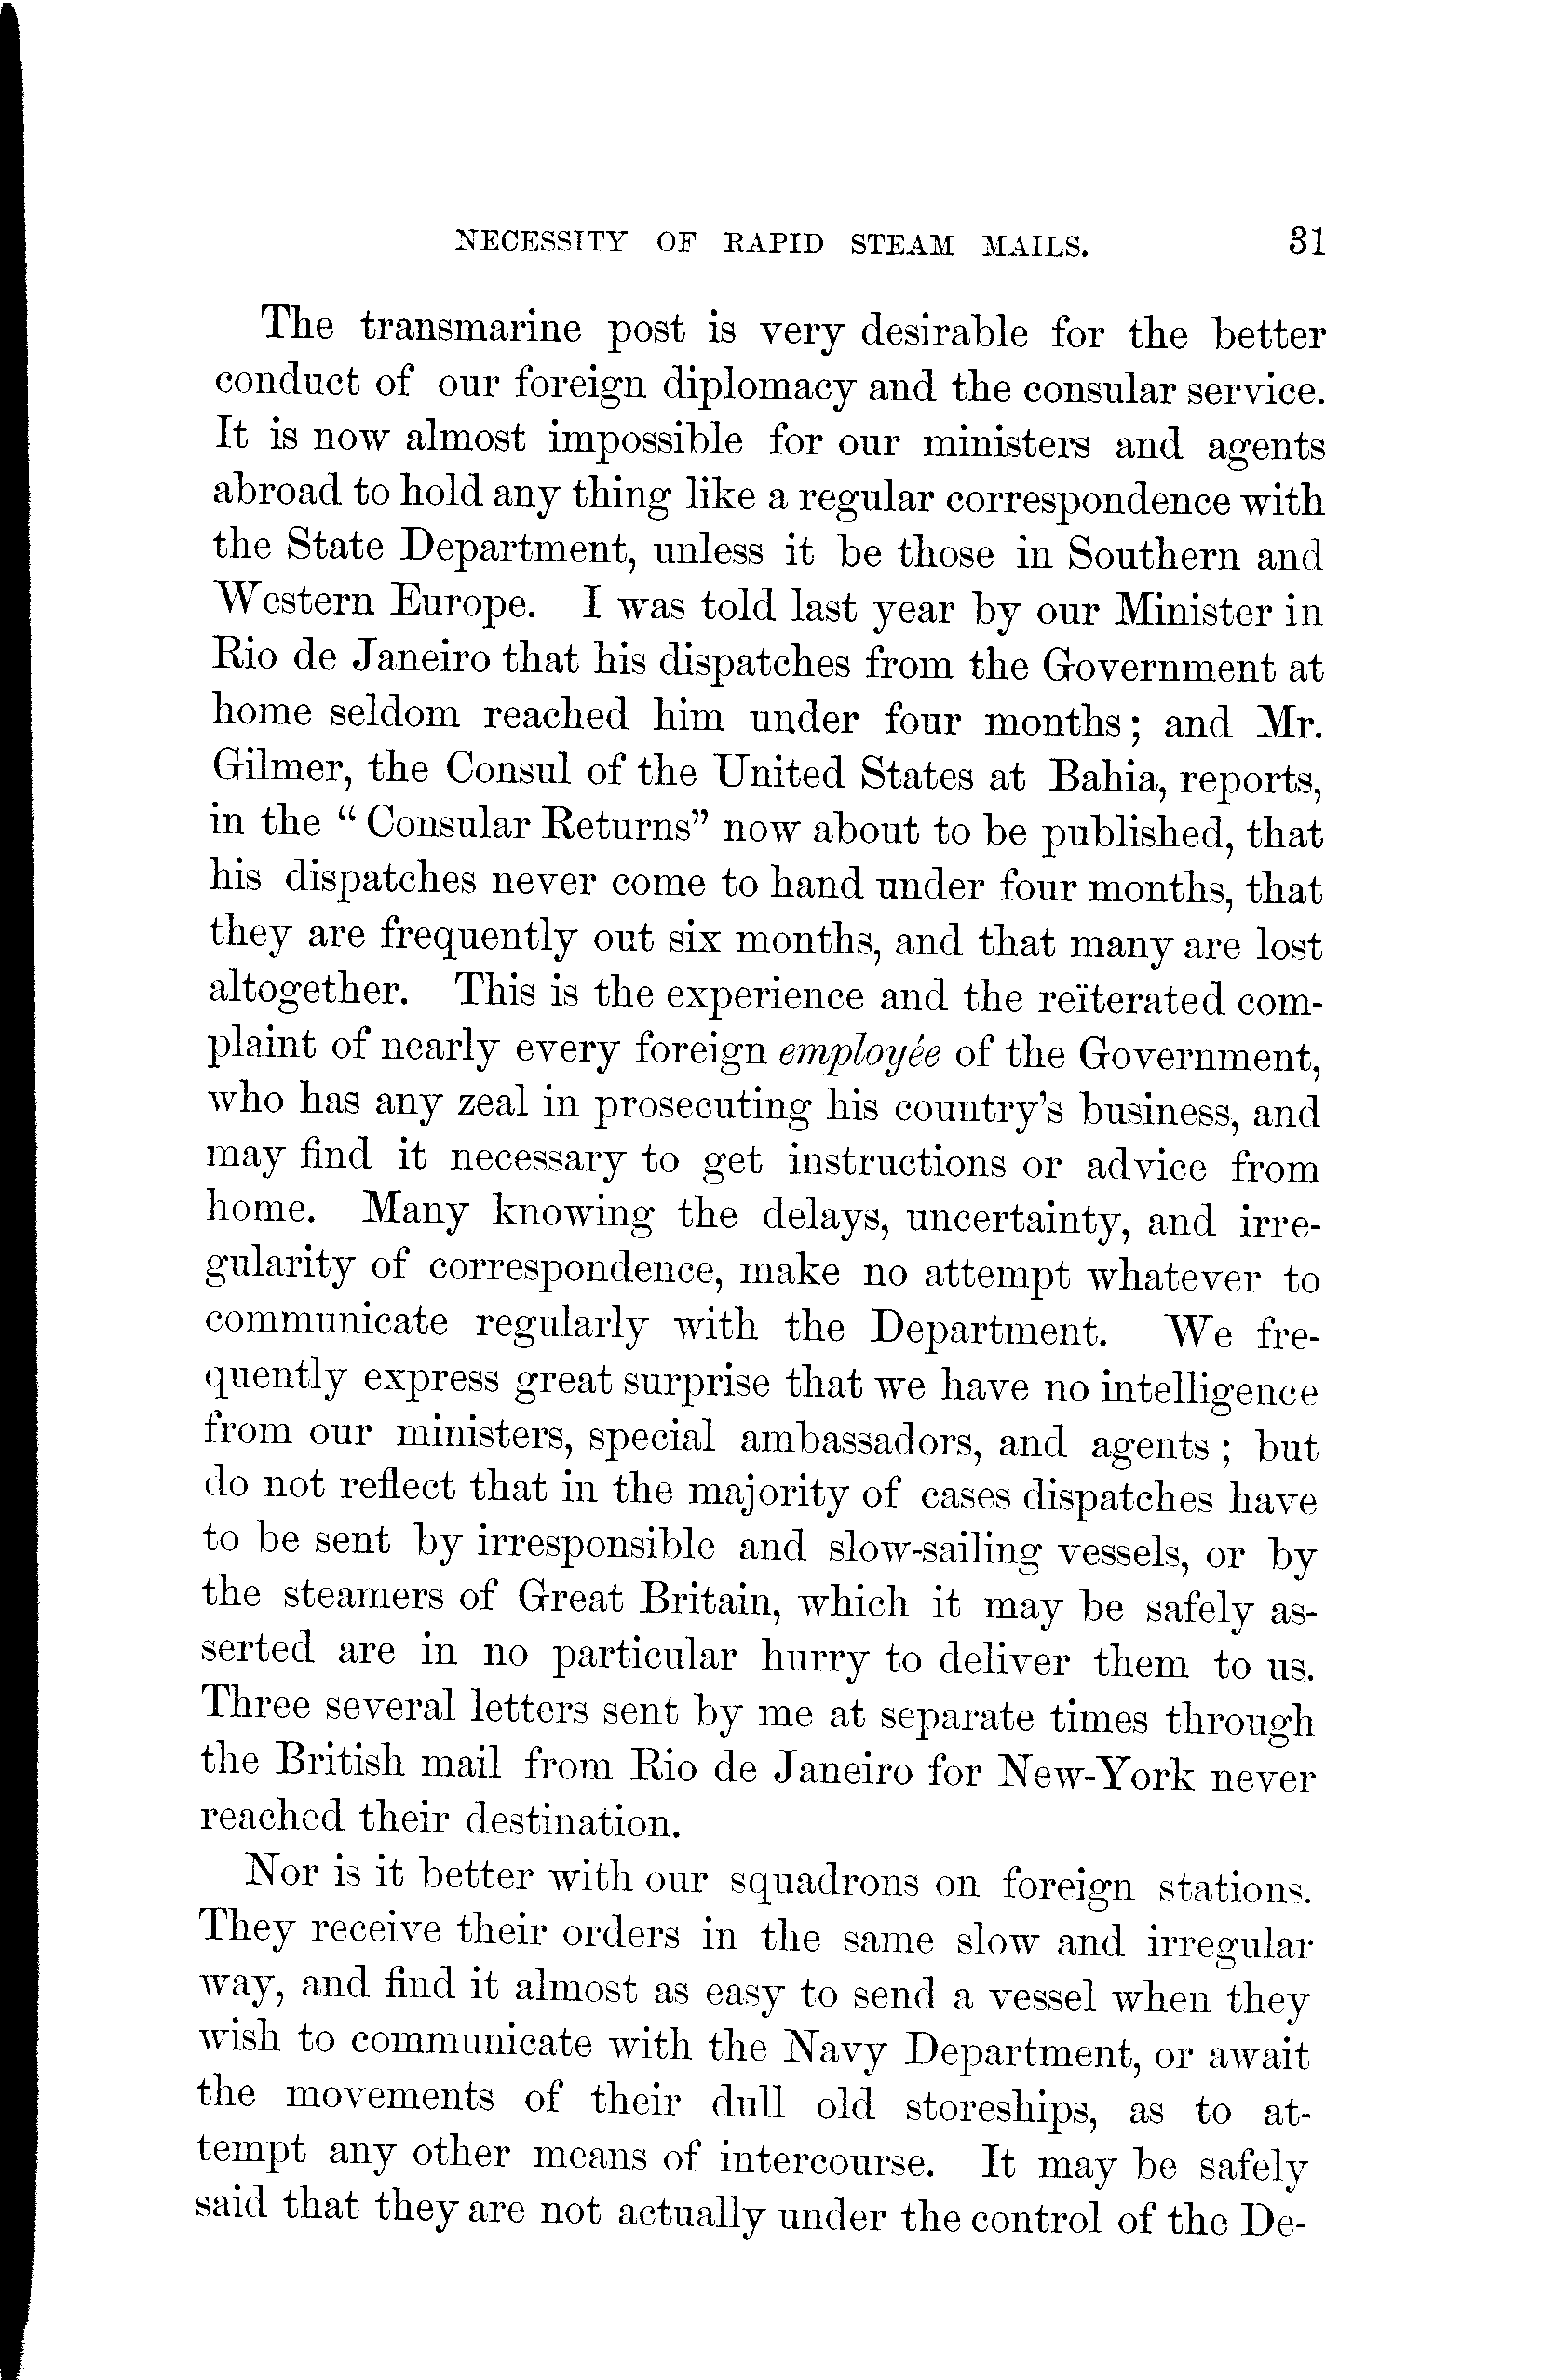 NECESSITY OF RAPID STEAM MAILS. 31
The transmarine post is very desirable for the better
conduct of our foreign diplomacy and the consular service.
It is now almost impossible for our ministers and agents
abroad to hold any thing like a regular correspondence with
the State Department, unless it be those in Southern and
Western Europe. I was told last year by our Minister in
Rio de Janeiro that his dispatches from the Government at
home seldom reached him under four months; and Mr.
Gilmer, the Consul of the United States at Bahia, reports,
in the “Consular Returns” now about to be published, that
his dispatches never come to hand under four months, that
they are frequently out six months, and that many are lost
altogether. This is the experience and the reïterated com-
plaint of nearly every foreign employée of the Government,
who has any zeal in prosecuting his country's business, and
may find it necessary to get instructions or advice from
home. Many knowing the delays, uncertainty, and irre-
gularity of correspondence, make no attempt whatever to
communicate regularly with the Department. We fre-
quently express great surprise that we have no intelligence
from our ministers, special ambassadors, and agents; but
do not reflect that in the majority of cases dispatches have
to be sent by irresponsible and slow-sailing vessels, or by
the steamers of Great Britain, which it may be safely as-
serted are in no particular hurry to deliver them to us.
Three several letters sent by me at separate times through
the British mail from Rio de Janeiro for New-York never
reached their destination.
Nor is it better with our squadrons on foreign stations.
They receive their orders in the same slow and irregular
way, and find it almost as easy to send a vessel when they
wish to communicate with the Navy Department, or await
the movements of their dull old storeships, as to at-
tempt any other means of intercourse. It may be safely
said that they are not actually under the control of the De-